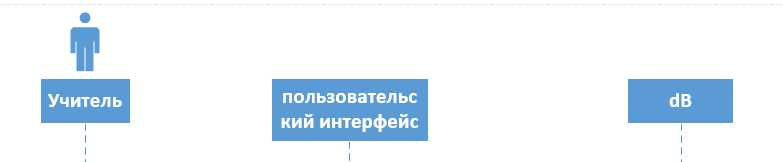 Учитель
пользовательс
кий интерфейс
dB